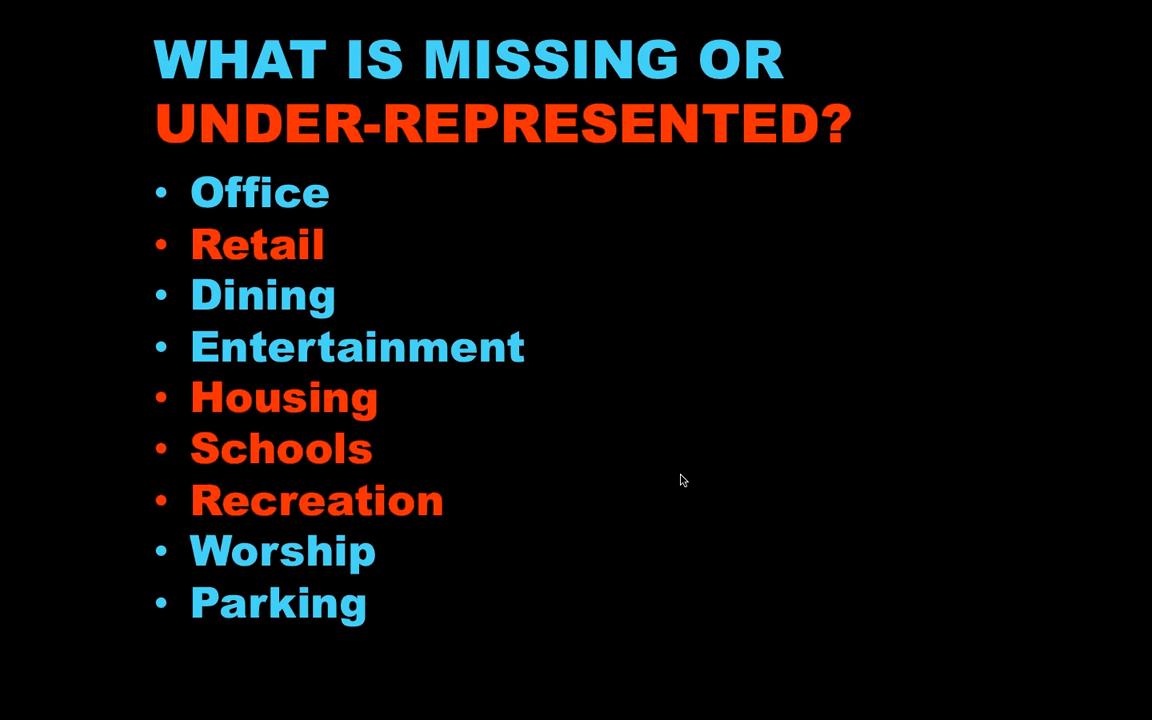 WHAT IS MISSING OR
UNDER-REPRESENTED?
• Office
• Retail
• Dining
• Entertainment
• Housing
• Schools
• Recreation
• Worship
• Parking